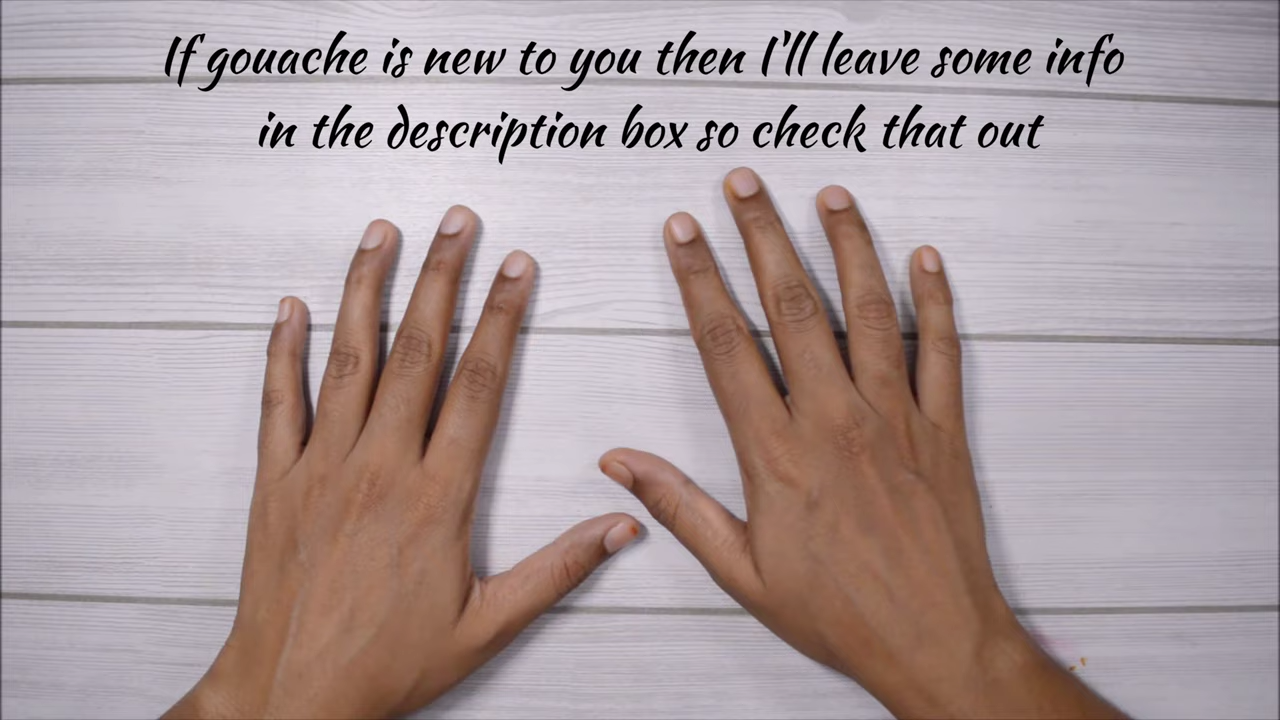 If gouache is new to you then I'll leave some info
in the description box so check that out